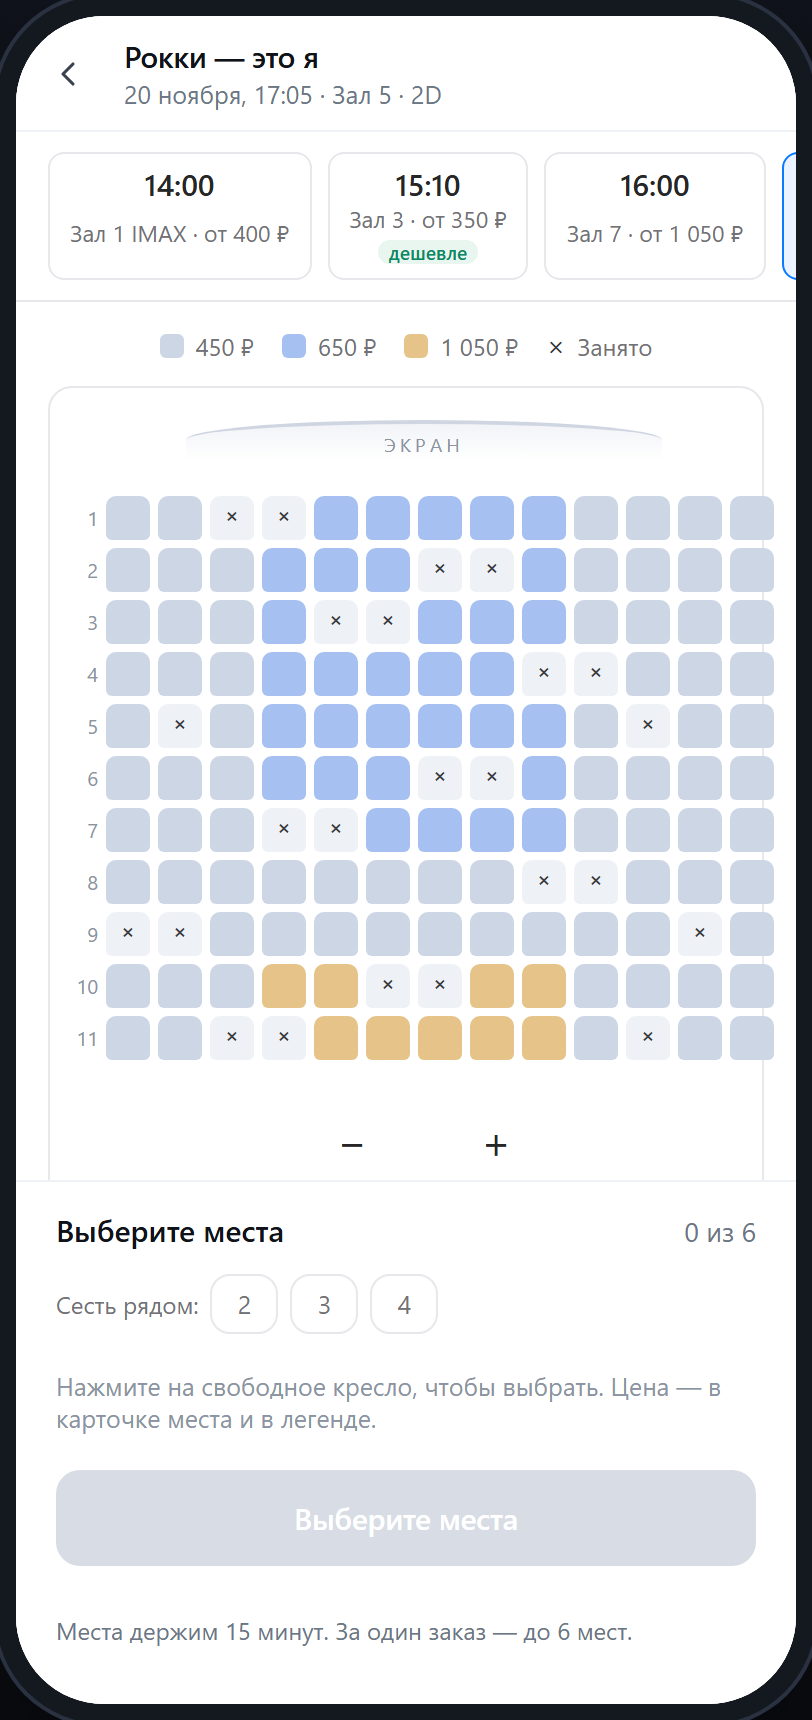 Рокки — это я
20 ноября, 17:05 · Зал 5 · 2D
14:00
Зал 1 IMAX · от 400 ₽
15:10
Зал 3 · от 350 ₽
дешевле
16:00
Зал 7 · от 1 050 ₽
450 ₽ 650 ₽ 1 050 ₽ × Занято
ЭКРАН
1 × ×
2 × ×
3 × ×
4 × ×
5 × ×
6 × ×
7 × ×
8 × ×
9 × × ×
10 × ×
11 × × ×
− +
Выберите места 0 из 6
Сесть рядом: 2 3 4
Нажмите на свободное кресло, чтобы выбрать. Цена — в
карточке места и в легенде.
Выберите места
Места держим 15 минут. За один заказ — до 6 мест.